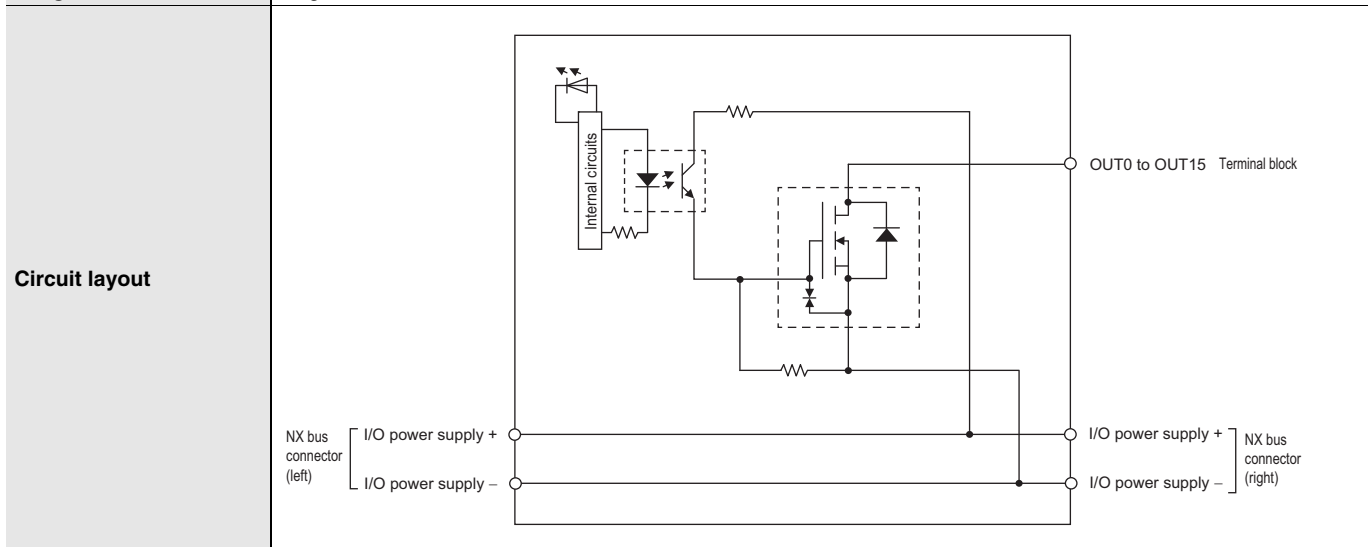 Circuit layout
Internal circuits
OUT0 to OUT15 Terminal block
NX bus
connector
(left)
I/O power supply +
I/O power supply –
I/O power supply +
I/O power supply –
NX bus
connector
(right)